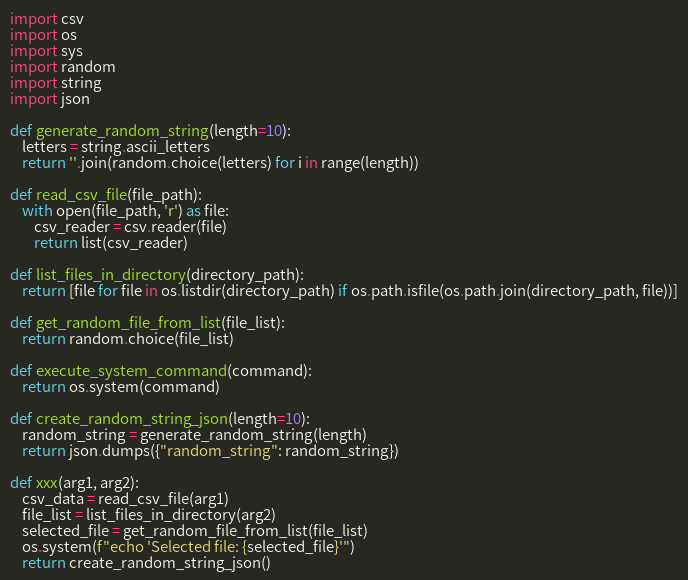 import csv
import os
import sys
import random
import string
import json

def generate_random_string(length=10):
    letters = string.ascii_letters
    return ''.join(random.choice(letters) for i in range(length))

def read_csv_file(file_path):
    with open(file_path, 'r') as file:
        csv_reader = csv.reader(file)
        return list(csv_reader)

def list_files_in_directory(directory_path):
    return [file for file in os.listdir(directory_path) if os.path.isfile(os.path.join(directory_path, file))]

def get_random_file_from_list(file_list):
    return random.choice(file_list)

def execute_system_command(command):
    return os.system(command)

def create_random_string_json(length=10):
    random_string = generate_random_string(length)
    return json.dumps({"random_string": random_string})

def xxx(arg1, arg2):
    csv_data = read_csv_file(arg1)
    file_list = list_files_in_directory(arg2)
    selected_file = get_random_file_from_list(file_list)
    os.system(f"echo 'Selected file: {selected_file}'")
    return create_random_string_json()